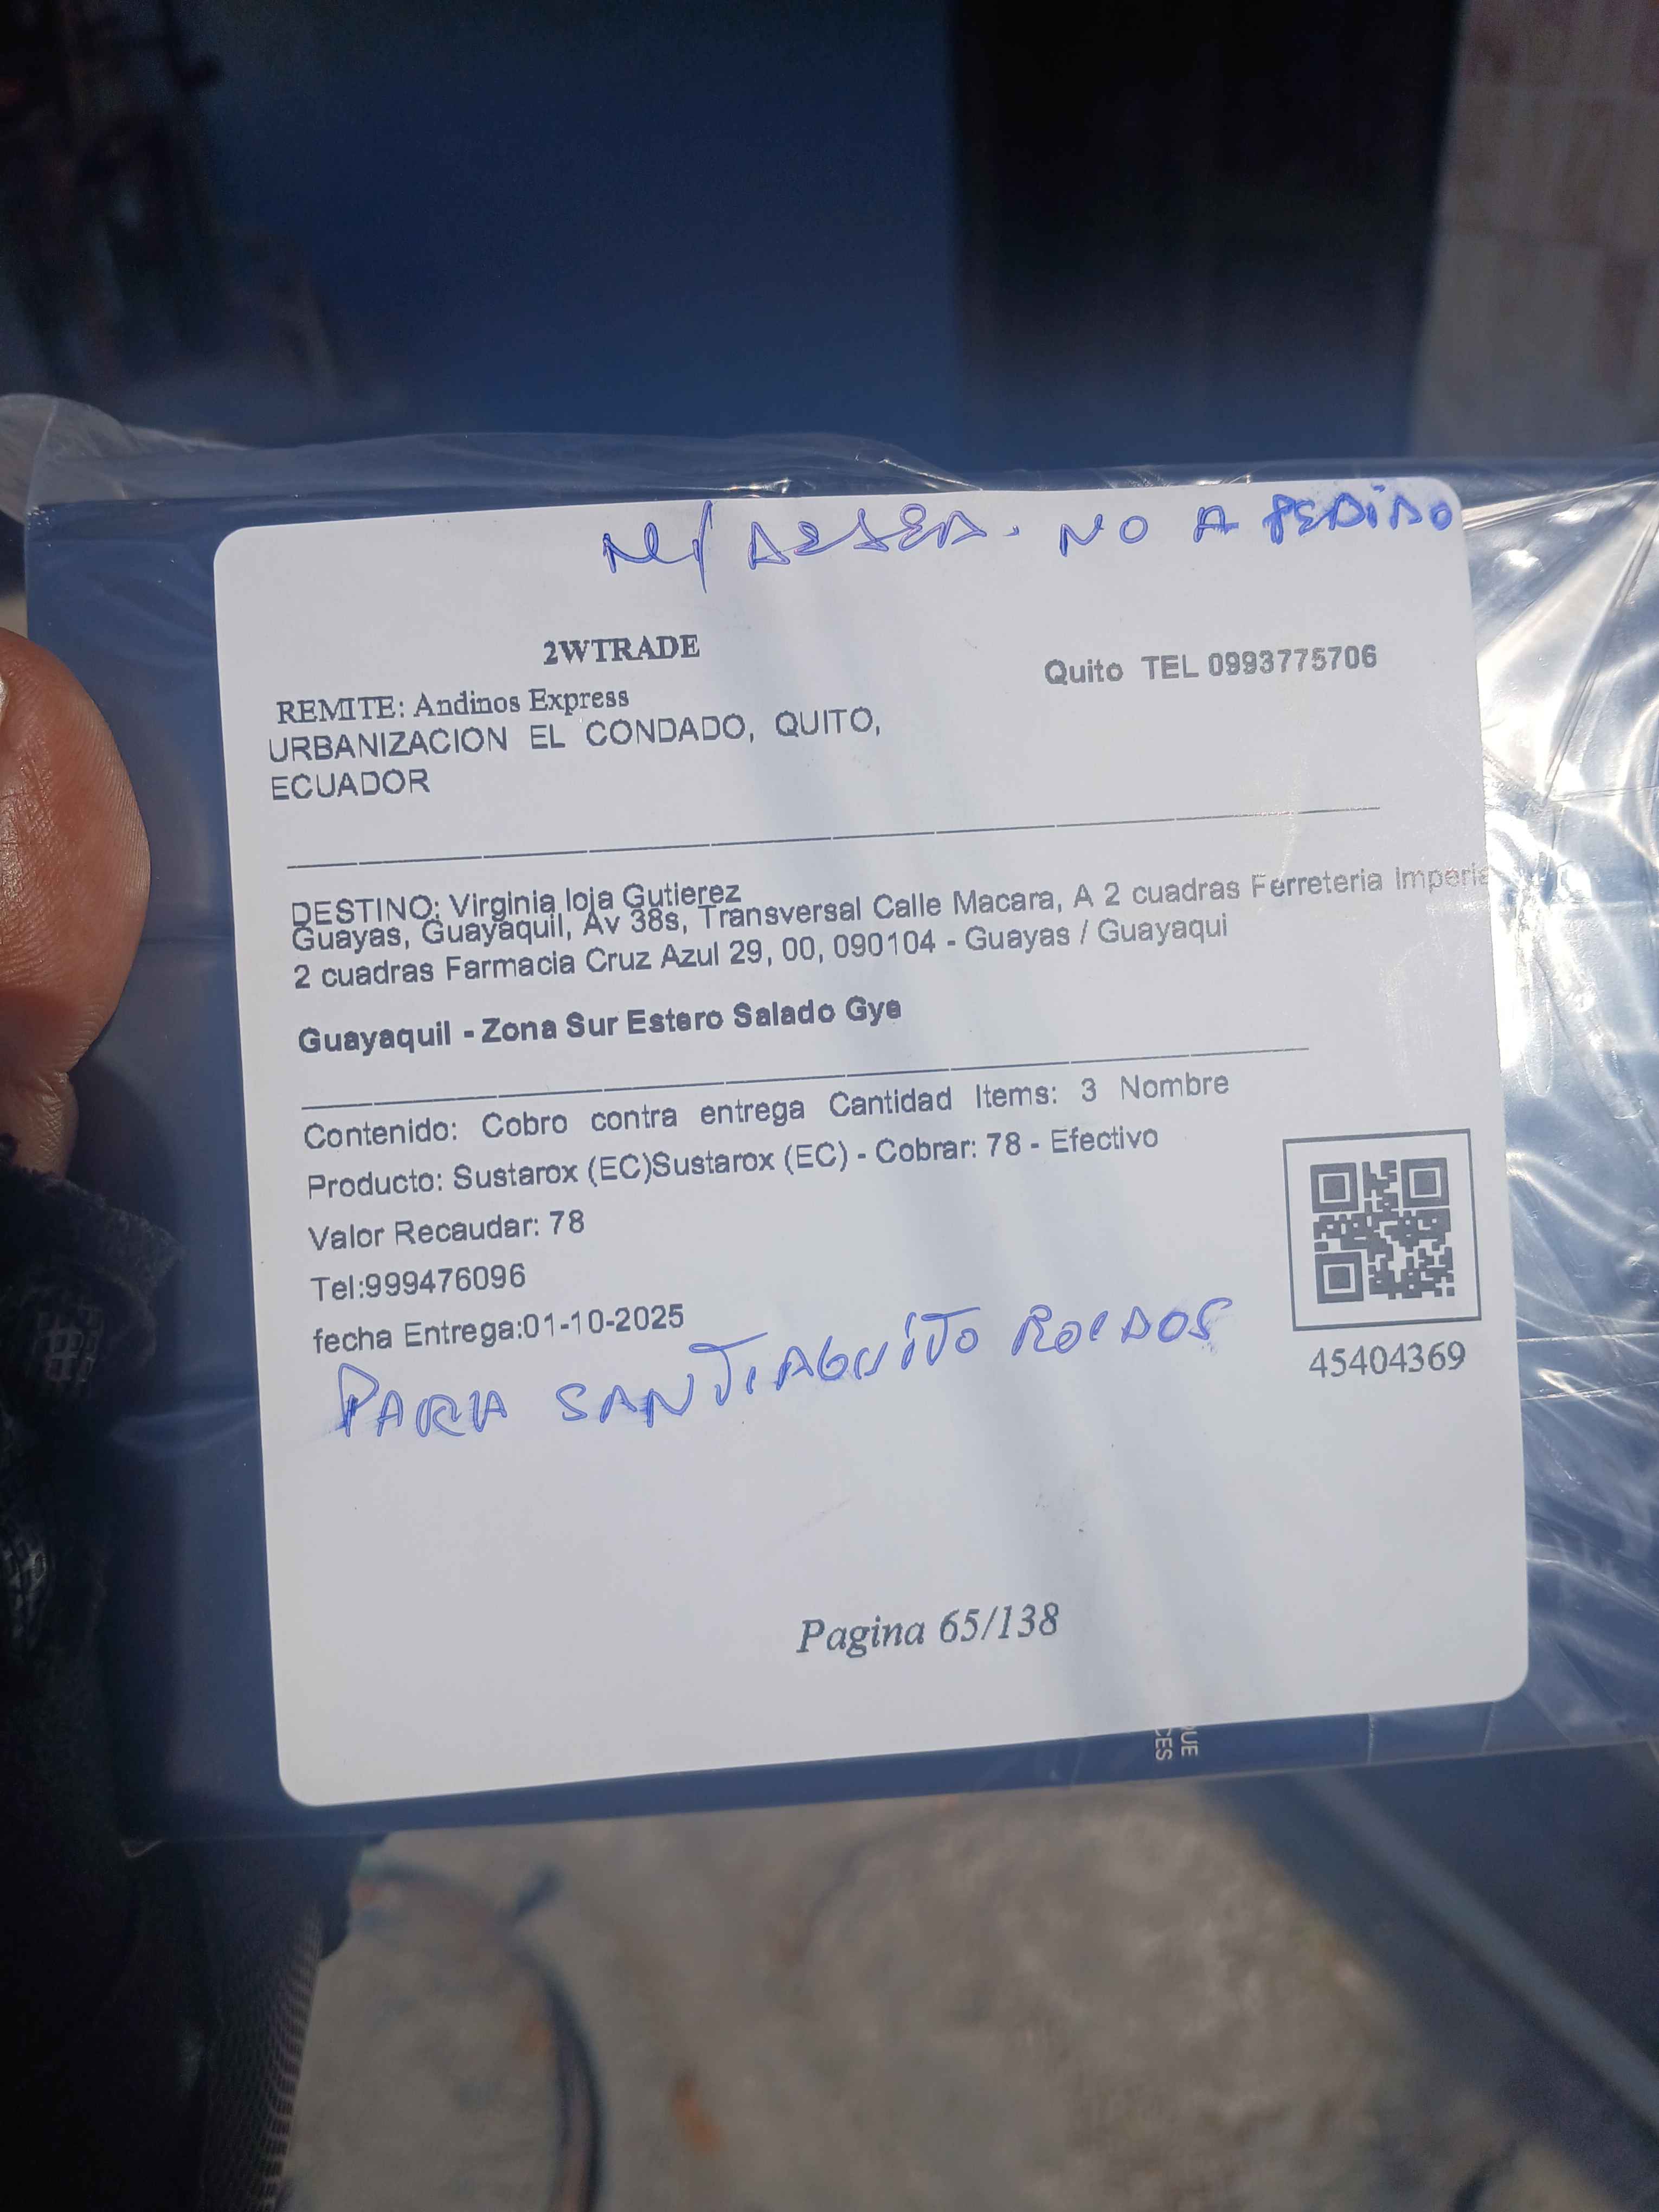 N/ DESEA. NO A PEDIDO
2WTRADE
Quito TEL 0993775706
REMITE: Andinos Express
URBANIZACION EL CONDADO, QUITO,
ECUADOR
DESTINO: Virginia loja Gutierez
Guayas, Guayaquil, Av 38s, Transversal Calle Macara, A 2 cuadras Ferreteria Imperia
2 cuadras Farmacia Cruz Azul 29, 00, 090104 - Guayas / Guayaqui
Guayaquil - Zona Sur Estero Salado Gye
Contenido: Cobro contra entrega Cantidad Items: 3 Nombre
Producto: Sustarox (EC)Sustarox (EC) - Cobrar: 78 - Efectivo
Valor Recaudar: 78
Tel:999476096
fecha Entrega:01-10-2025
45404369
PARA SANTIAGUITO ROLDOS
Pagina 65/138
QUE
CES